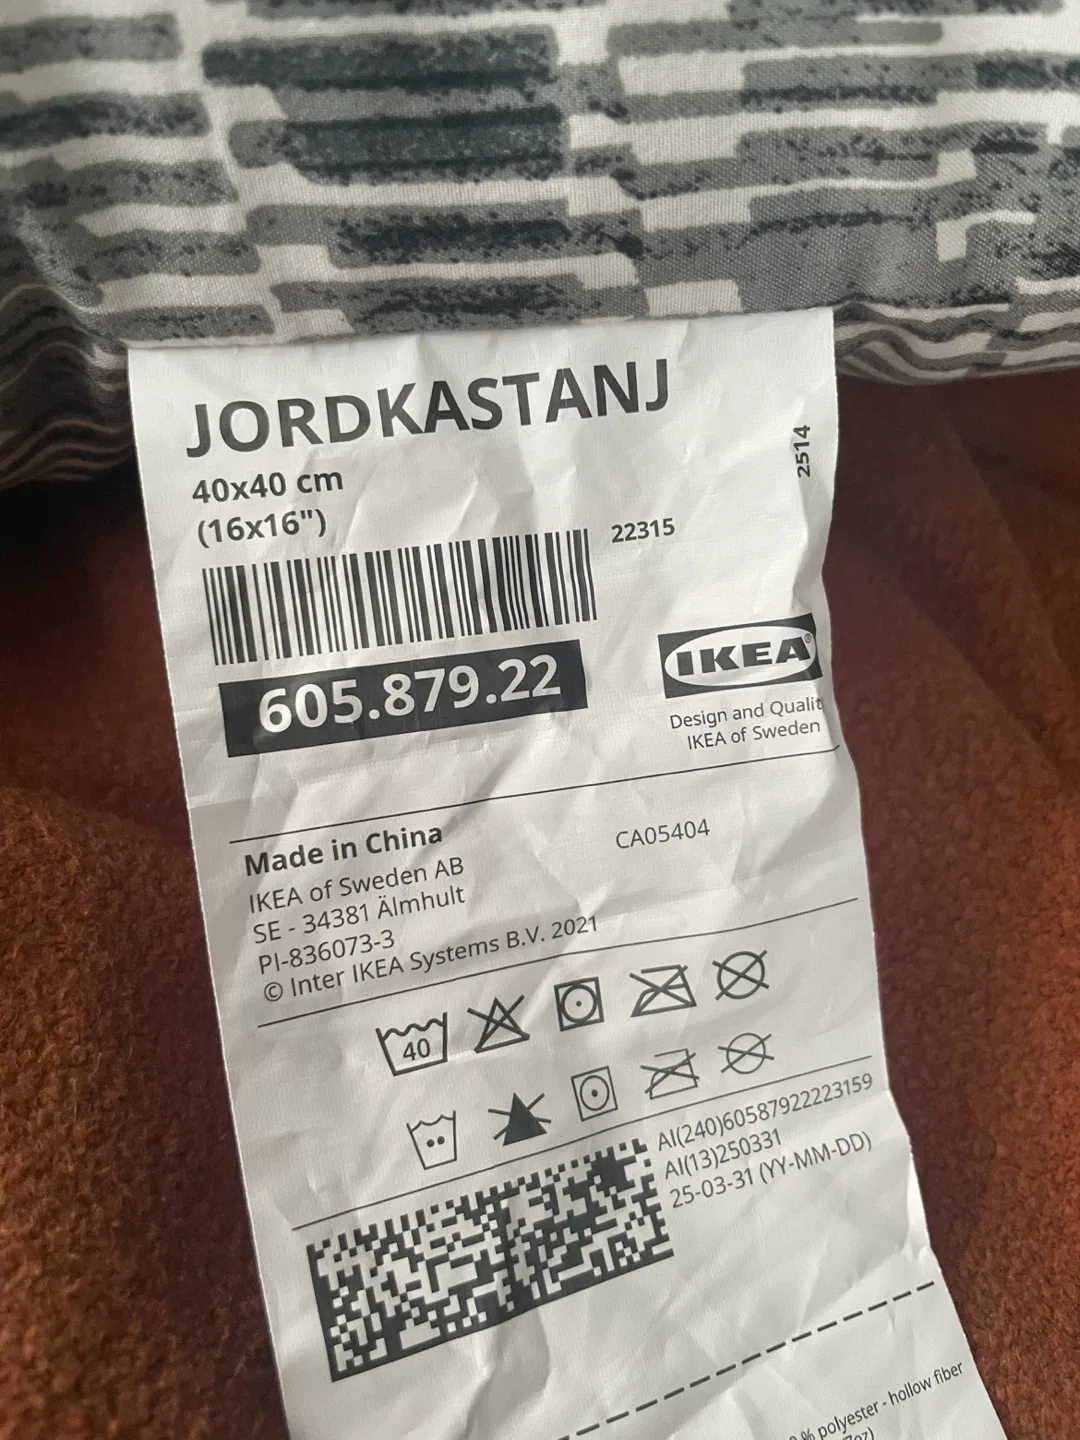 JORDKASTANJ
2514
40x40 cm
(16x16")
22315
605.879.22
IKEA®
Design and Qualit
IKEA of Sweden
Made in China
CA05404
IKEA of Sweden AB
SE - 34381 Älmhult
PI-836073-3
© Inter IKEA Systems B.V. 2021
40
AI(240)60587922223159
AI(13)250331
25-03-31 (YY-MM-DD)
% polyester - hollow fiber